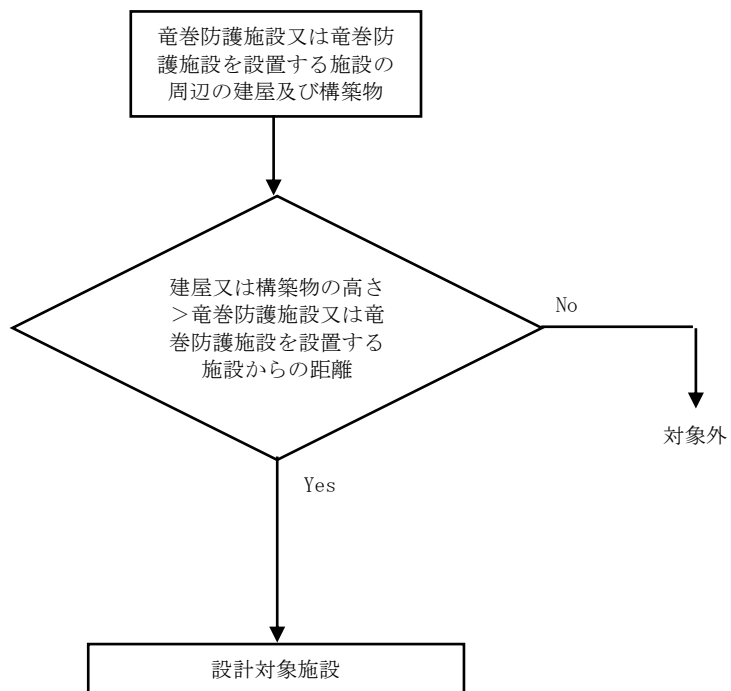 竜巻防護施設又は竜巻防
護施設を設置する施設の
周辺の建屋及び構築物
建屋又は構築物の高さ
＞竜巻防護施設又は竜
巻防護施設を設置する
施設からの距離
No
対象外
Yes
設計対象施設